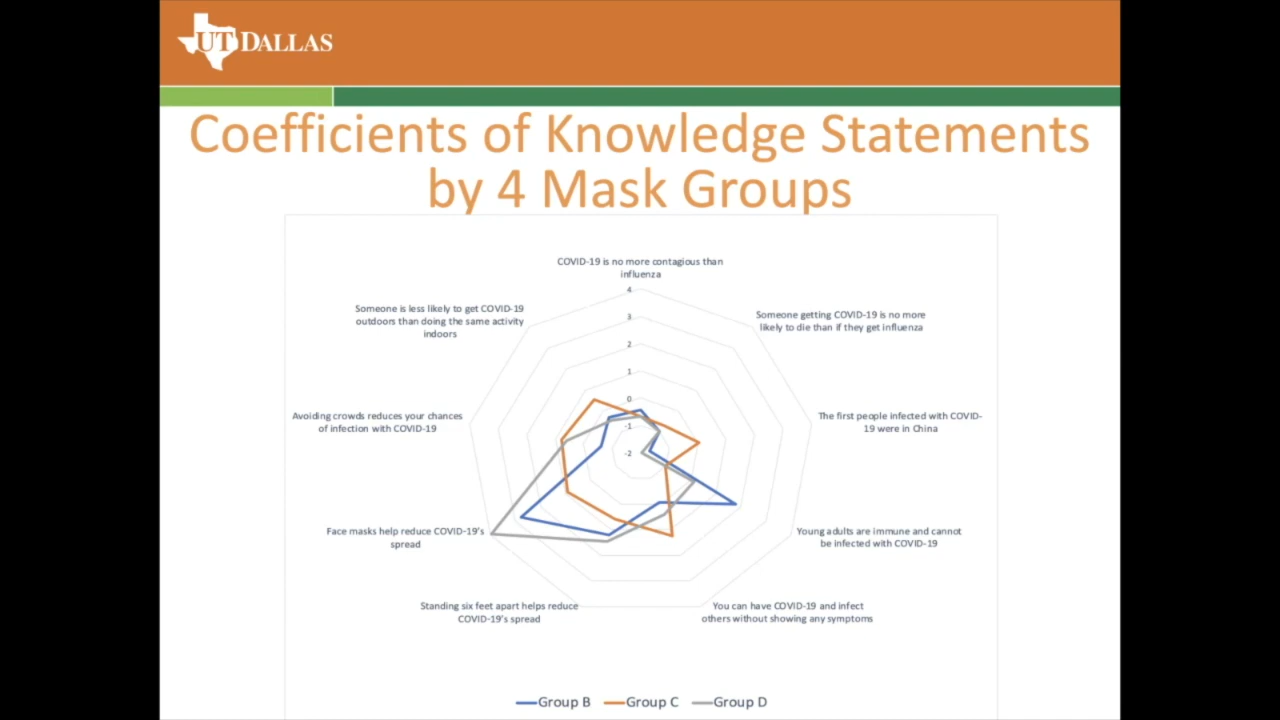 UT DALLAS
Coefficients of Knowledge Statements
by 4 Mask Groups
COVID-19 is no more contagious than
influenza
Someone getting COVID-19 is no more
likely to die than if they get influenza
The first people infected with COVID-
19 were in China
Young adults are immune and cannot
be infected with COVID-19
You can have COVID-19 and infect
others without showing any symptoms
Standing six feet apart helps reduce
COVID-19's spread
Face masks help reduce COVID-19's
spread
Avoiding crowds reduces your chances
of infection with COVID-19
Someone is less likely to get COVID-19
outdoors than doing the same activity
indoors
4
3
2
1
0
-1
-2
Group B Group C Group D